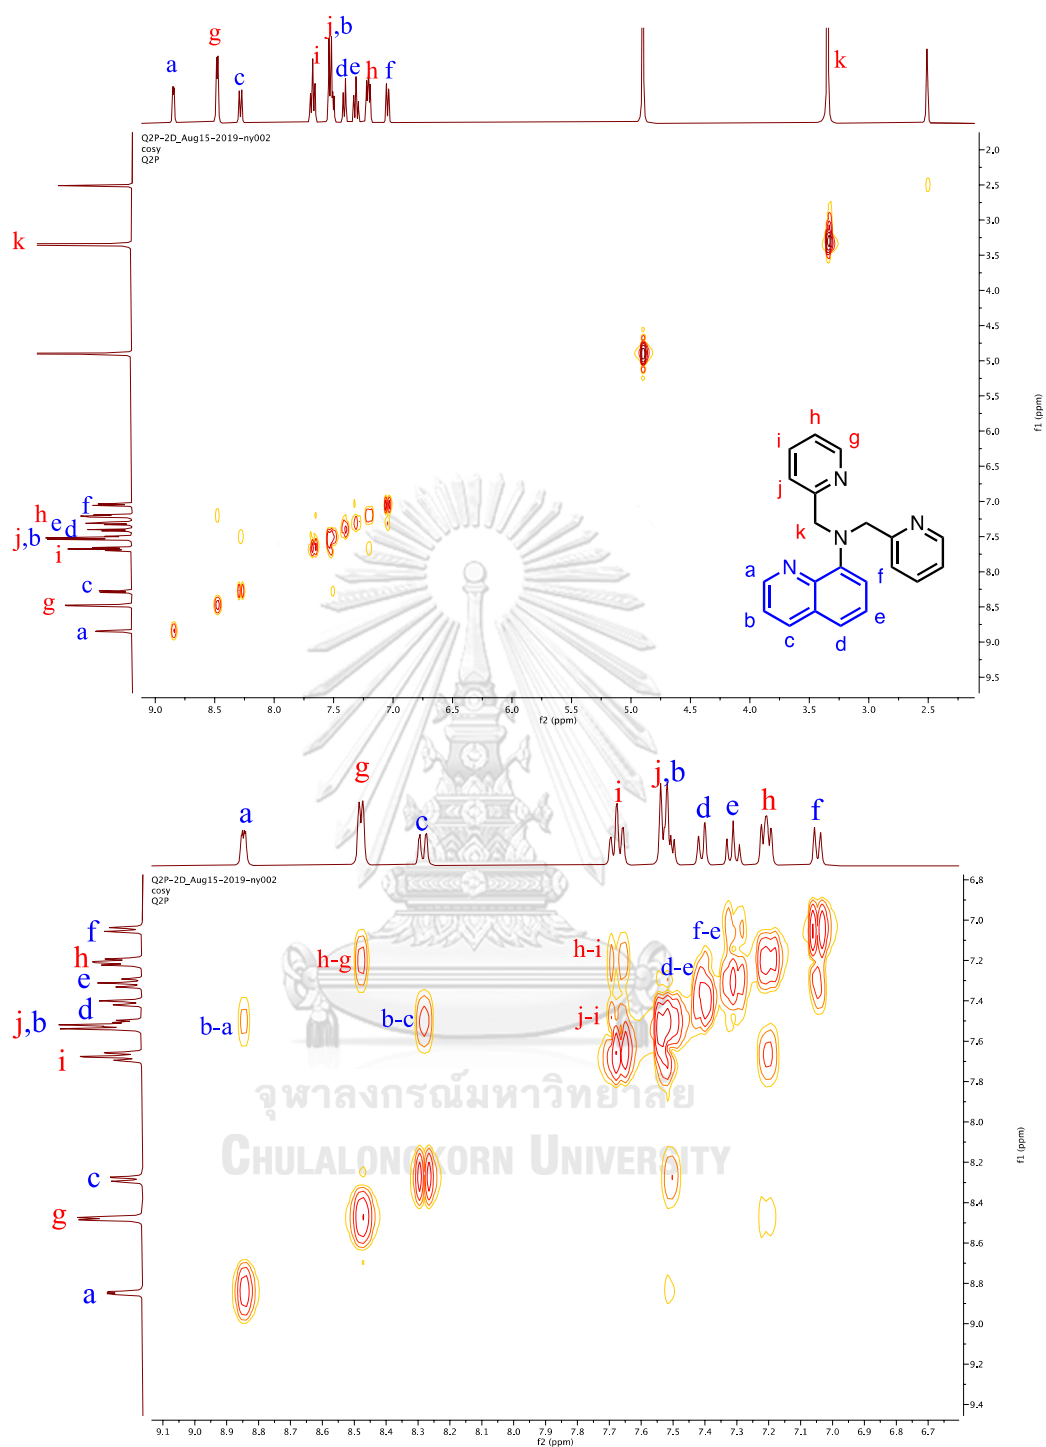 g
j,b
i
a
c
d
e
h
f
k
Q2P-2D_Aug15-2019-ny002
cosy
Q2P
k
f
h
e
d
j,b
i
c
g
a
2.0
2.5
3.0
3.5
4.0
4.5
5.0
5.5
6.0
6.5
7.0
7.5
8.0
8.5
9.0
9.5
f1 (ppm)
h
i
g
j
N
k
N
N
a
N
f
b
e
c
d
9.0 8.5 8.0 7.5 7.0 6.5 6.0 5.5 5.0 4.5 4.0 3.5 3.0 2.5
f2 (ppm)
g
j,b
i
a
c
d
e
h
f
Q2P-2D_Aug15-2019-ny002
cosy
Q2P
f
h
e
d
j,b
i
c
g
a
f-e
h-g
h-i
d-e
b-a
b-c
j-i
6.8
7.0
7.2
7.4
7.6
7.8
8.0
8.2
8.4
8.6
8.8
9.0
9.2
9.4
f1 (ppm)
จุฬาลงกรณ์มหาวิทยาลัย
CHULALONGKORN UNIVERSITY
9.1 9.0 8.9 8.8 8.7 8.6 8.5 8.4 8.3 8.2 8.1 8.0 7.9 7.8 7.7 7.6 7.5 7.4 7.3 7.2 7.1 7.0 6.9 6.8 6.7
f2 (ppm)